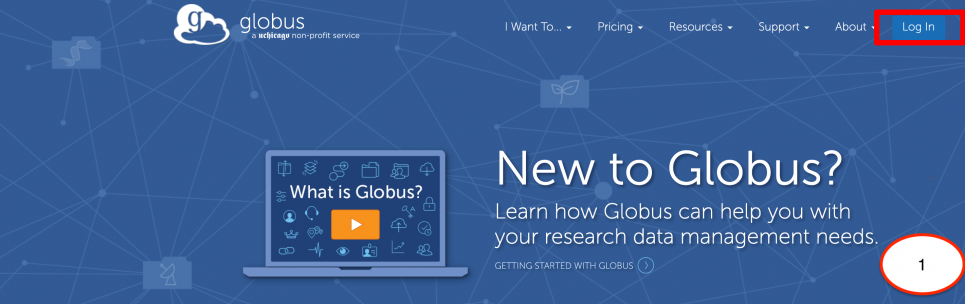 globus
a uchicago non-profit service
I Want To...
Pricing
Resources
Support
About
Log In
What is Globus?
New to Globus?
Learn how Globus can help you with
your research data management needs.
GETTING STARTED WITH GLOBUS
1